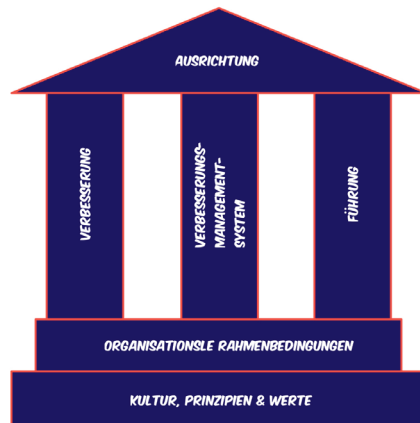 AUSRICHTUNG
VERBESSERUNG
VERBESSERUNGS-
MANAGEMENT-
SYSTEM
FÜHRUNG
ORGANISATIONSLE RAHMENBEDINGUNGEN
KULTUR, PRINZIPIEN & WERTE